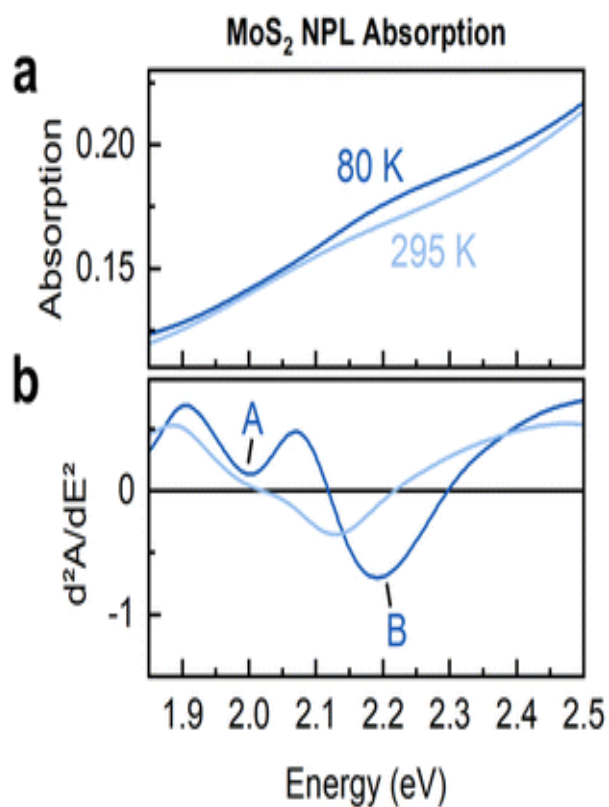 MoS₂ NPL Absorption
a
Absorption
0.20
0.15
80 K
295 K
b
d²A/dE²
0
-1
A
B
1.9 2.0 2.1 2.2 2.3 2.4 2.5
Energy (eV)